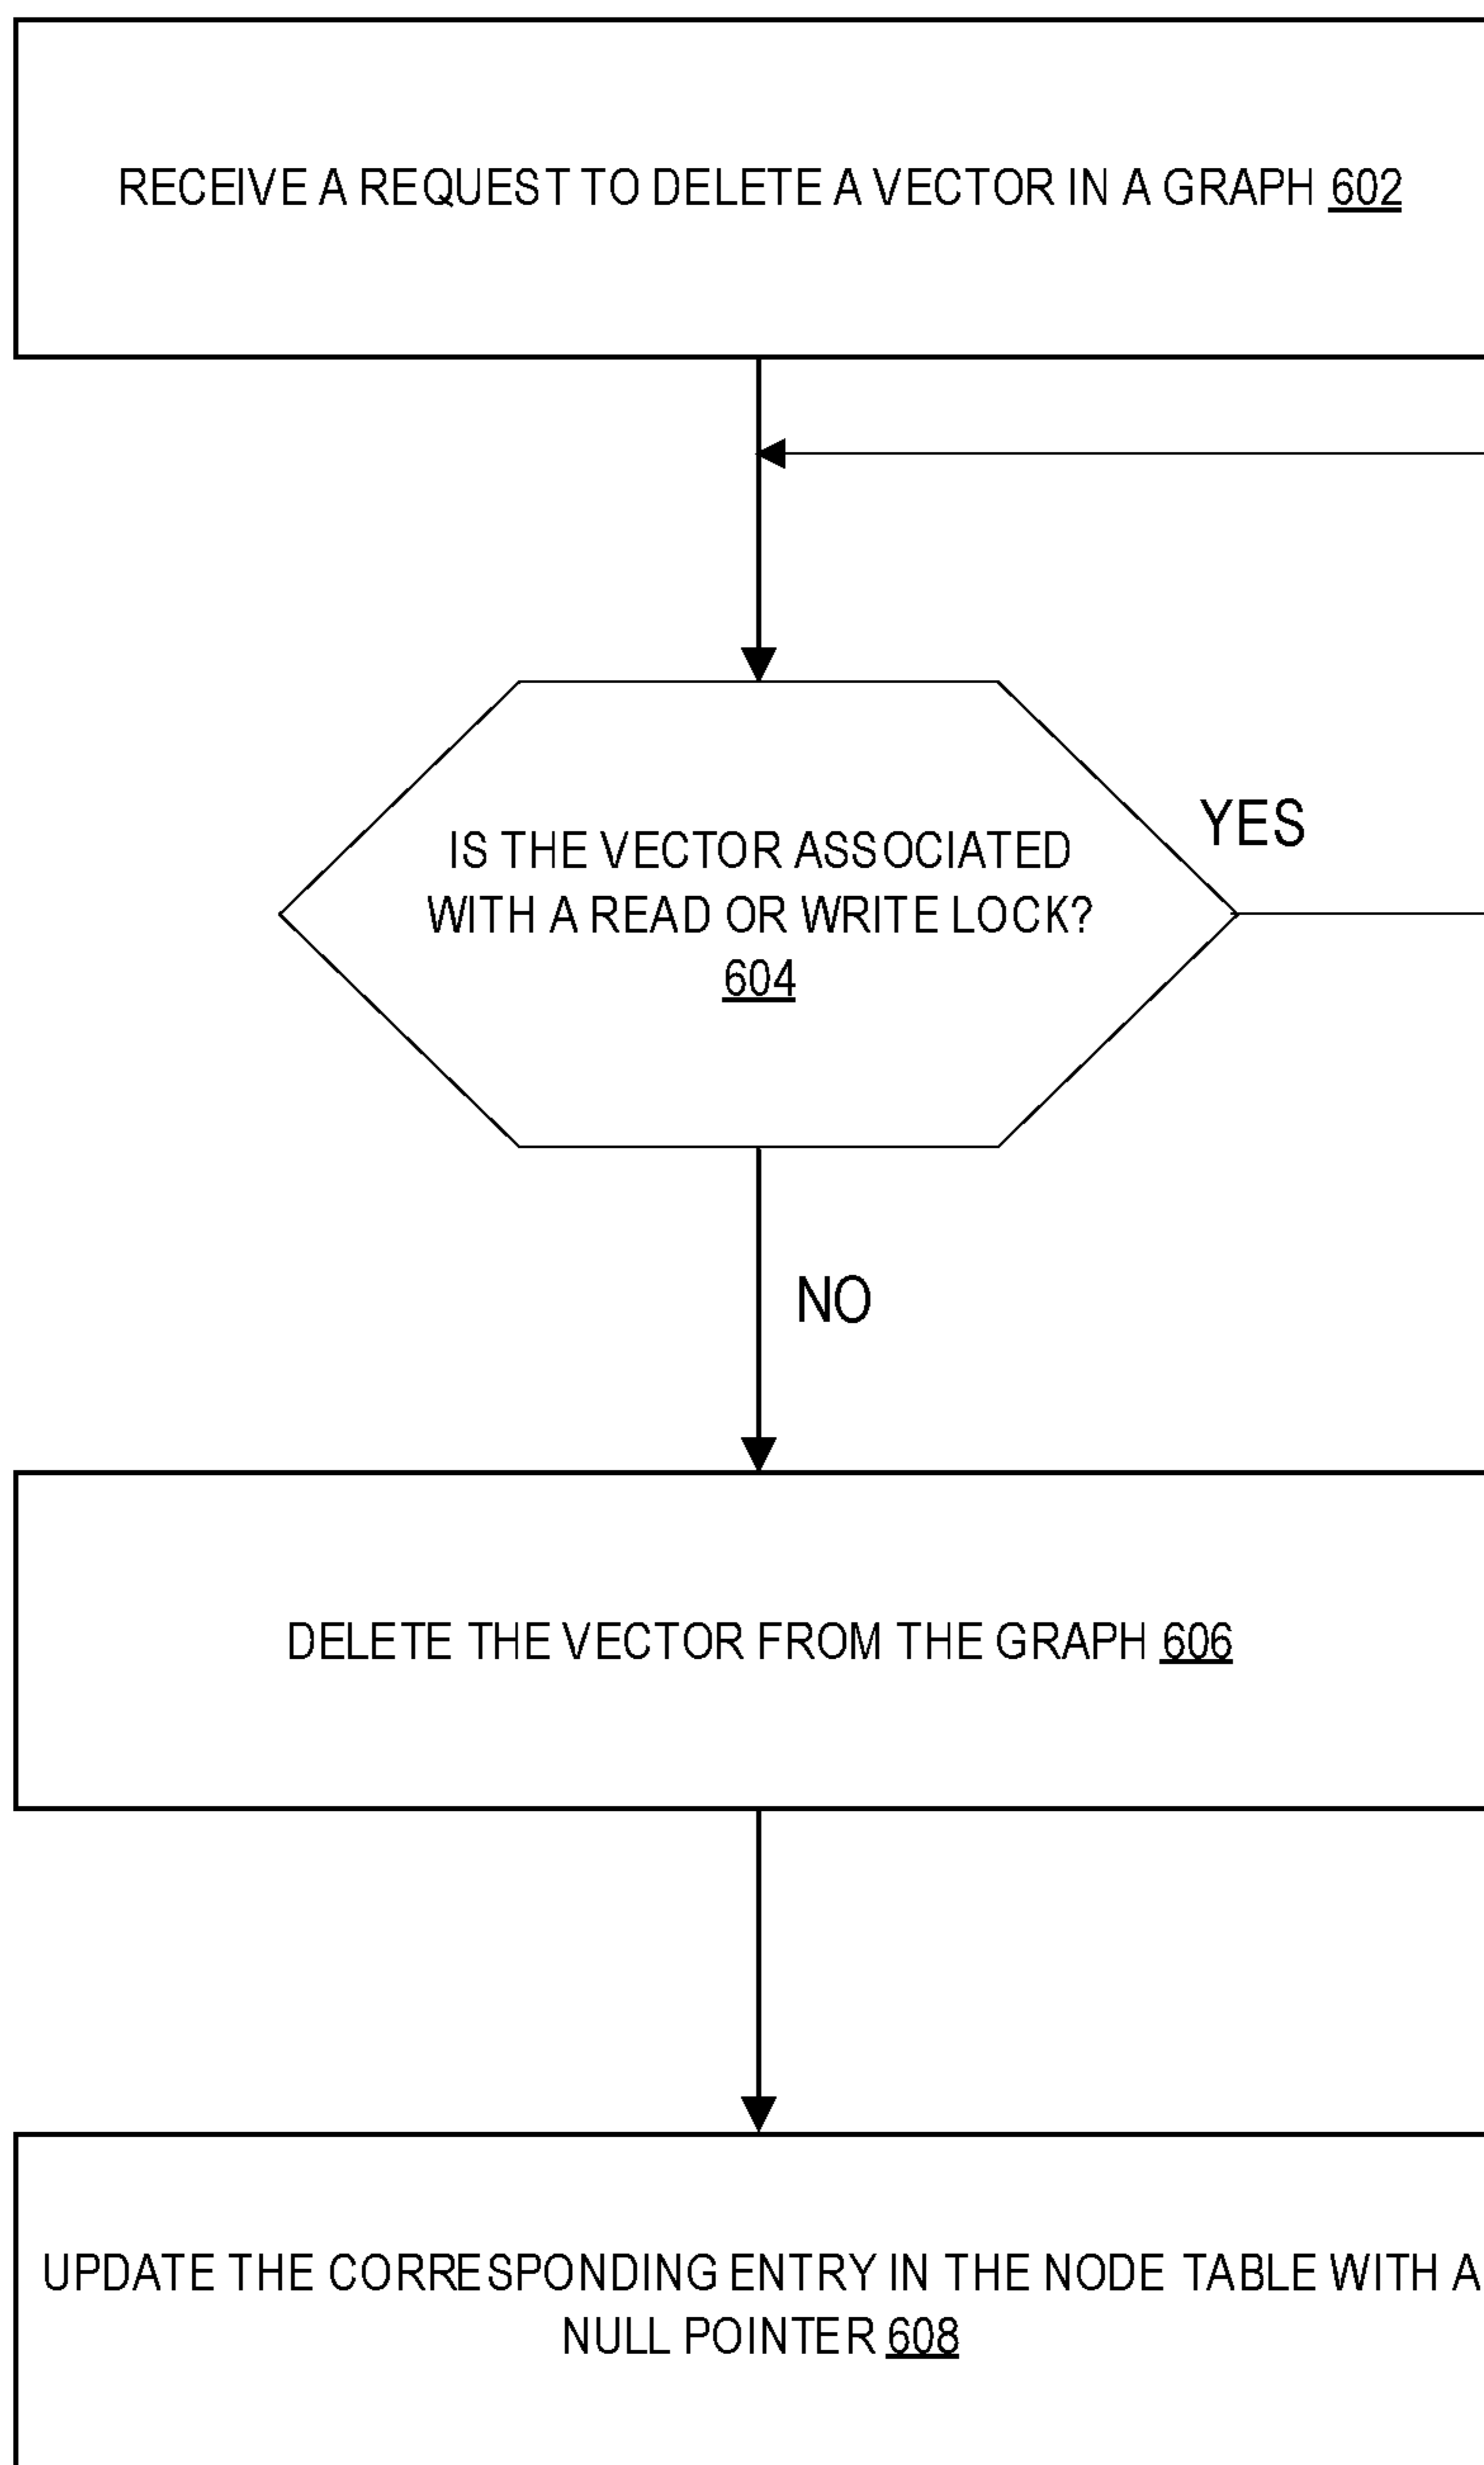 RECEIVE A REQUEST TO DELETE A VECTOR IN A GRAPH 602
IS THE VECTOR ASSOCIATED
WITH A READ OR WRITE LOCK?
604
YES
NO
DELETE THE VECTOR FROM THE GRAPH 606
UPDATE THE CORRESPONDING ENTRY IN THE NODE TABLE WITH A
NULL POINTER 608